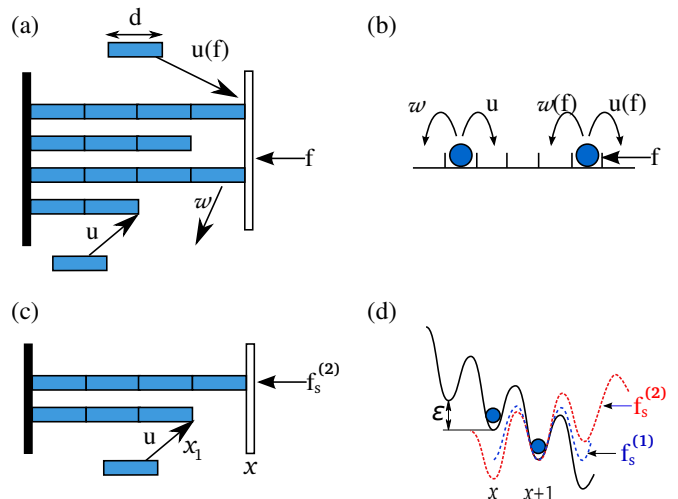 (a)
d
u(f)
f
w
u
(b)
w
u
w(f)
u(f)
f
(c)
f_s^(2)
u
x_1
x
(d)
ε
f_s^(2)
f_s^(1)
x
x+1